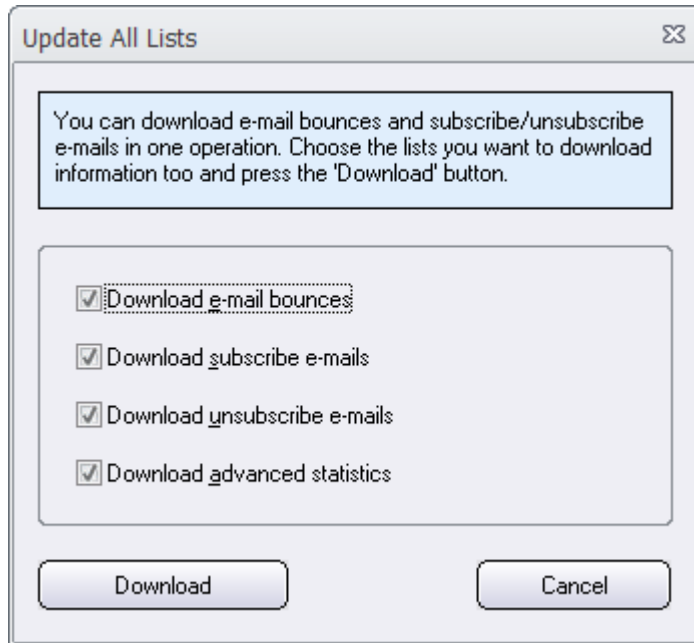 Update All Lists
You can download e-mail bounces and subscribe/unsubscribe
e-mails in one operation. Choose the lists you want to download
information too and press the 'Download' button.
Download e-mail bounces
Download subscribe e-mails
Download unsubscribe e-mails
Download advanced statistics
Download
Cancel